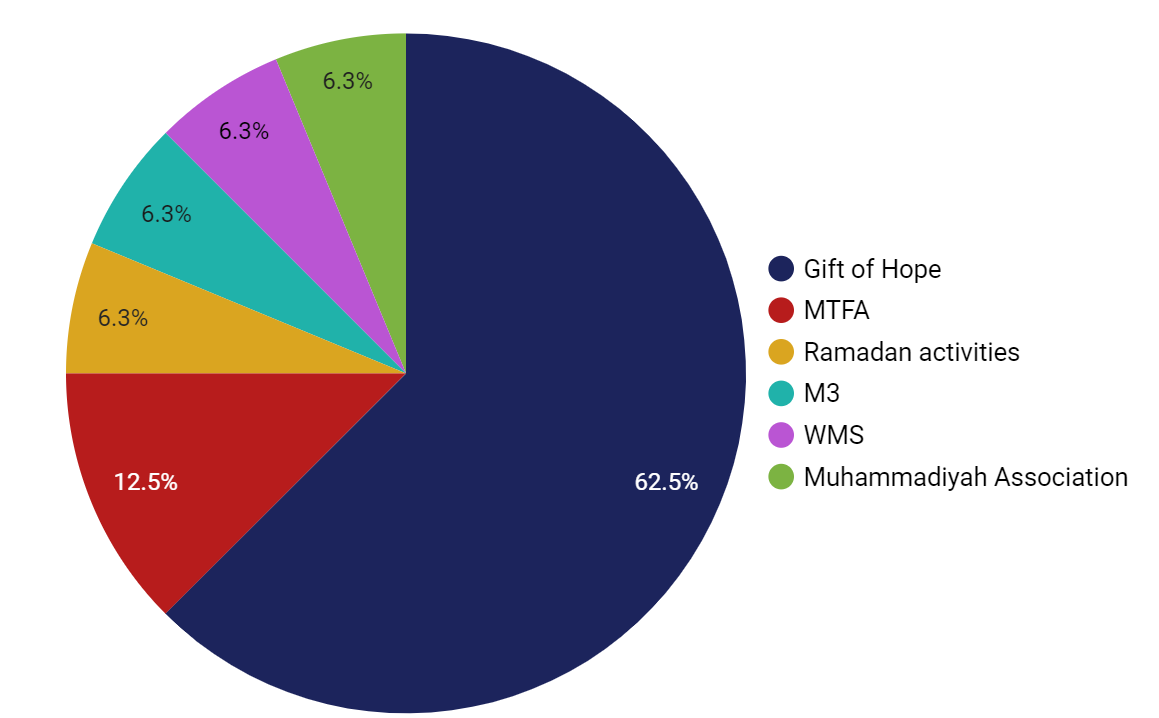 6.3%
6.3%
6.3%
6.3%
12.5%
62.5%
Gift of Hope
MTFA
Ramadan activities
M3
WMS
Muhammadiyah Association